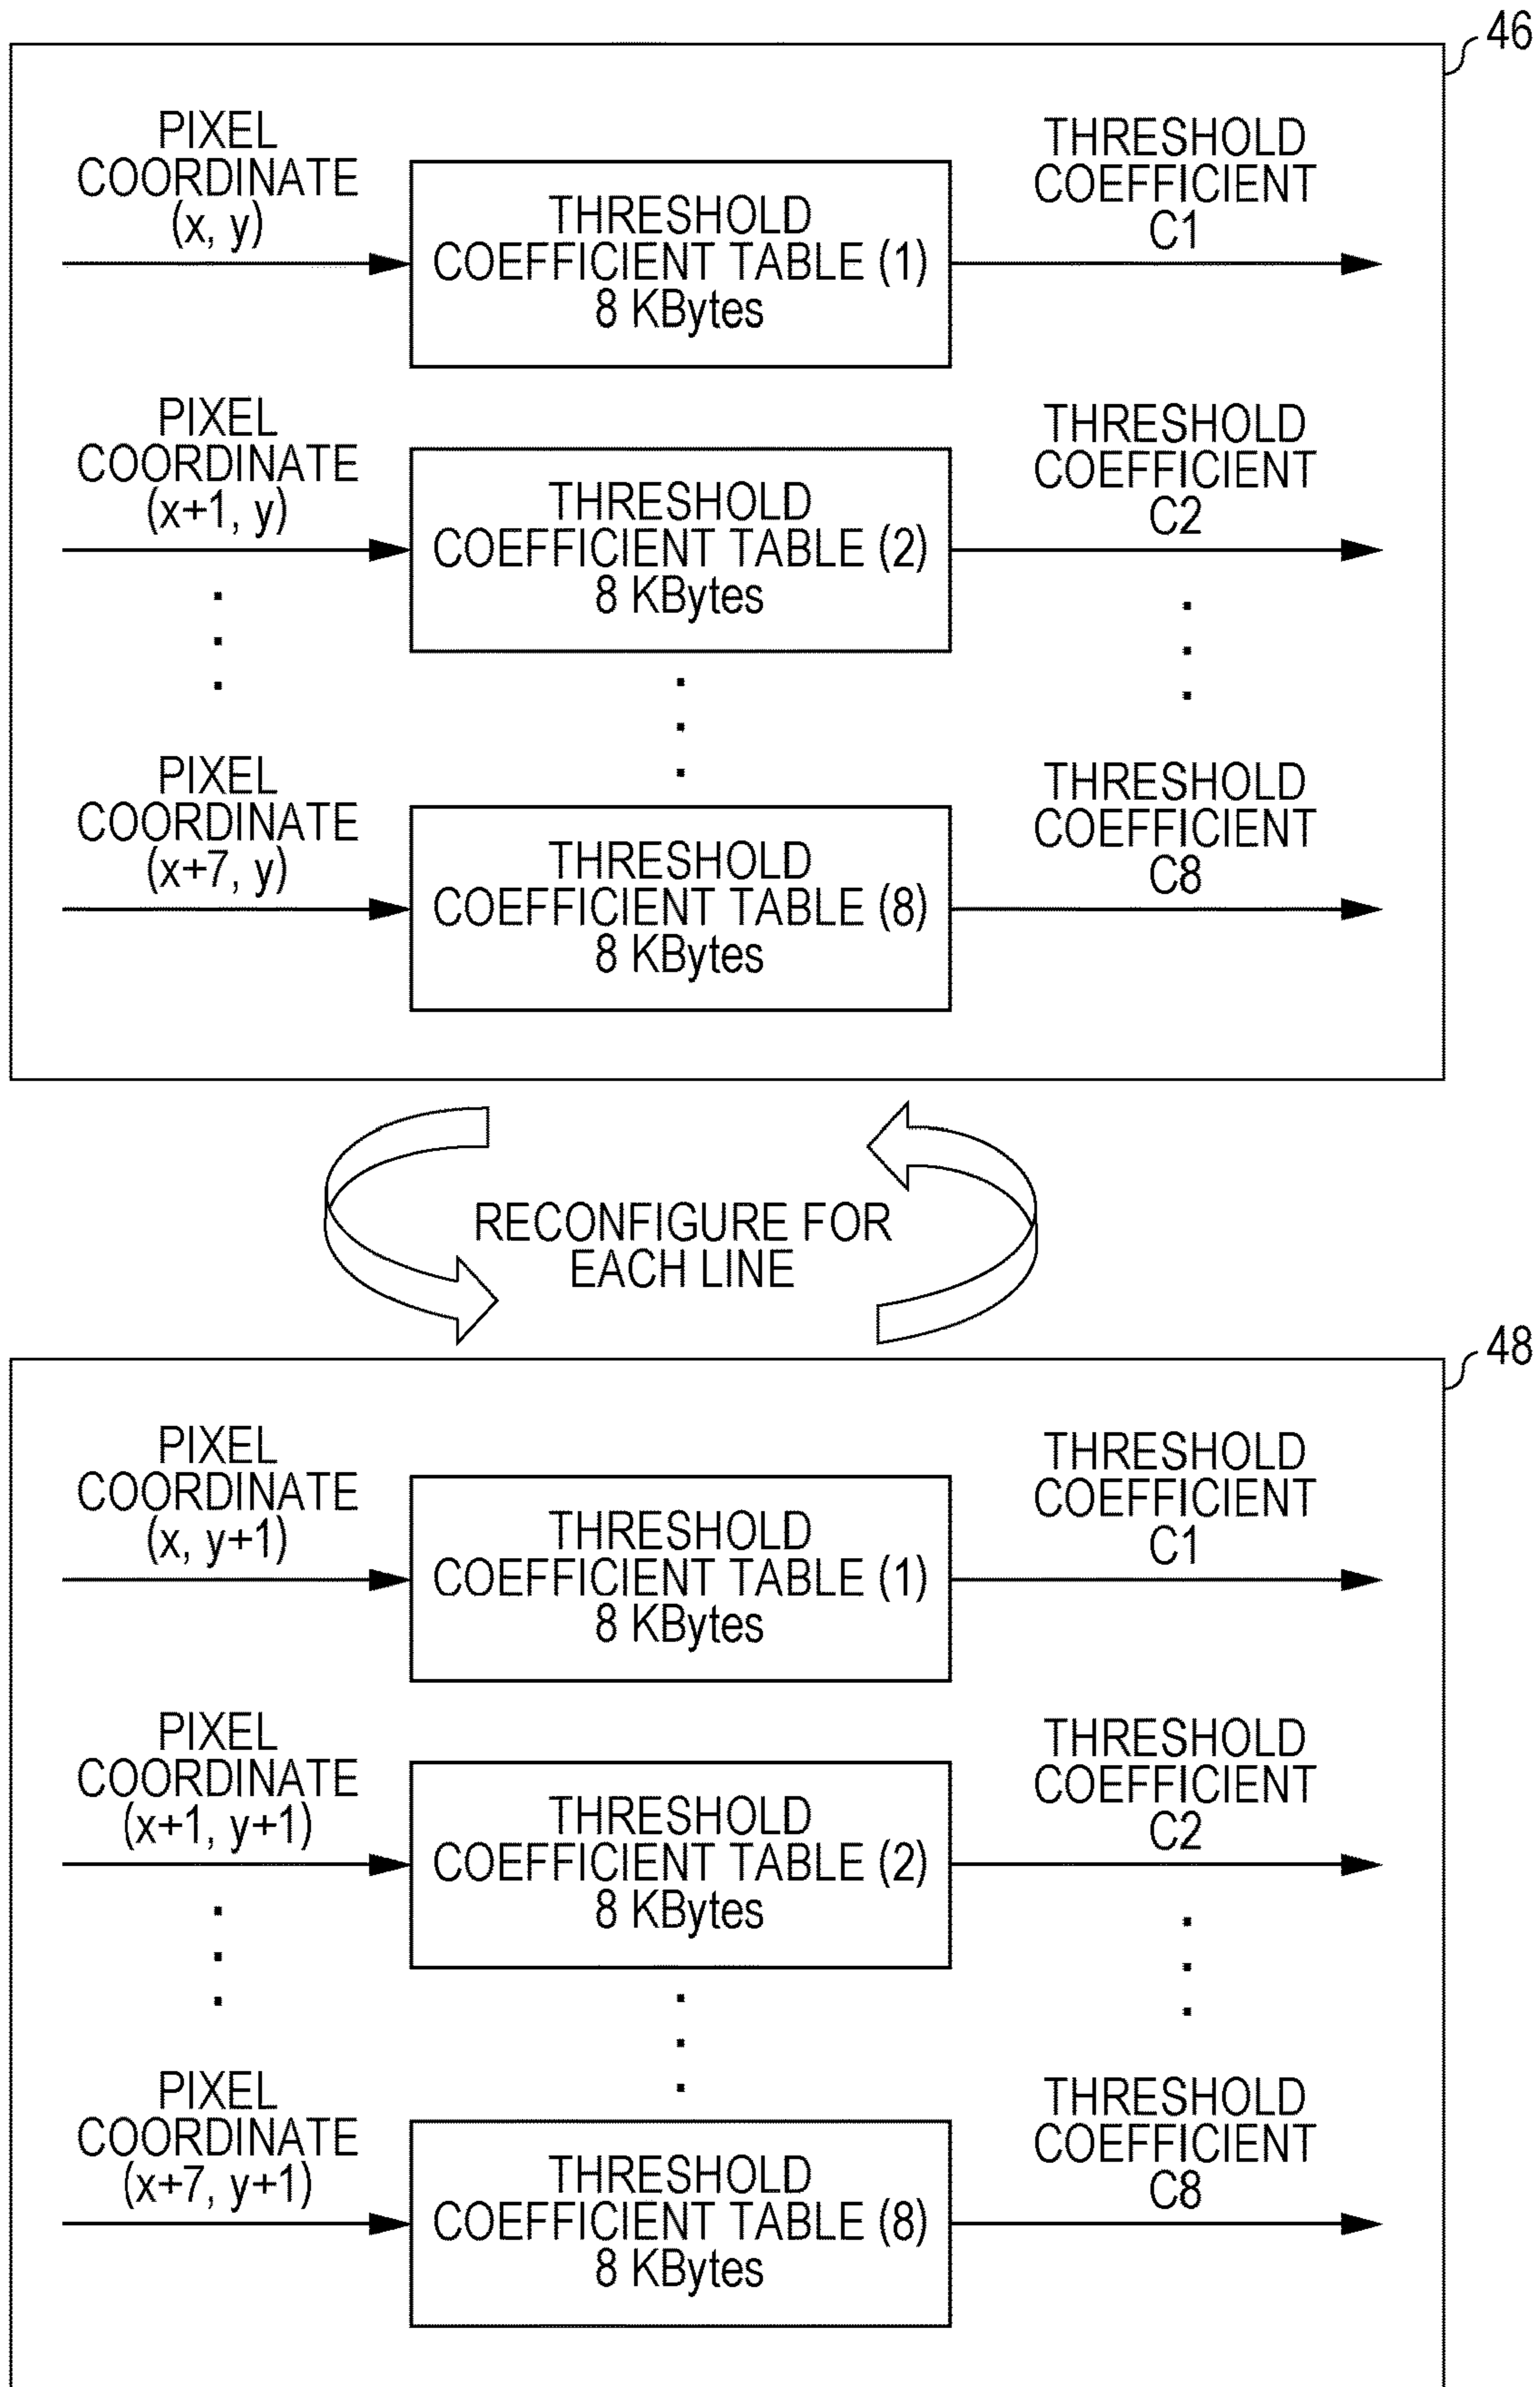 46
PIXEL
COORDINATE
(x, y)
THRESHOLD
COEFFICIENT TABLE (1)
8 KBytes
THRESHOLD
COEFFICIENT
C1
PIXEL
COORDINATE
(x+1, y)
THRESHOLD
COEFFICIENT TABLE (2)
8 KBytes
THRESHOLD
COEFFICIENT
C2
PIXEL
COORDINATE
(x+7, y)
THRESHOLD
COEFFICIENT TABLE (8)
8 KBytes
THRESHOLD
COEFFICIENT
C8
RECONFIGURE FOR
EACH LINE
48
PIXEL
COORDINATE
(x, y+1)
THRESHOLD
COEFFICIENT TABLE (1)
8 KBytes
THRESHOLD
COEFFICIENT
C1
PIXEL
COORDINATE
(x+1, y+1)
THRESHOLD
COEFFICIENT TABLE (2)
8 KBytes
THRESHOLD
COEFFICIENT
C2
PIXEL
COORDINATE
(x+7, y+1)
THRESHOLD
COEFFICIENT TABLE (8)
8 KBytes
THRESHOLD
COEFFICIENT
C8